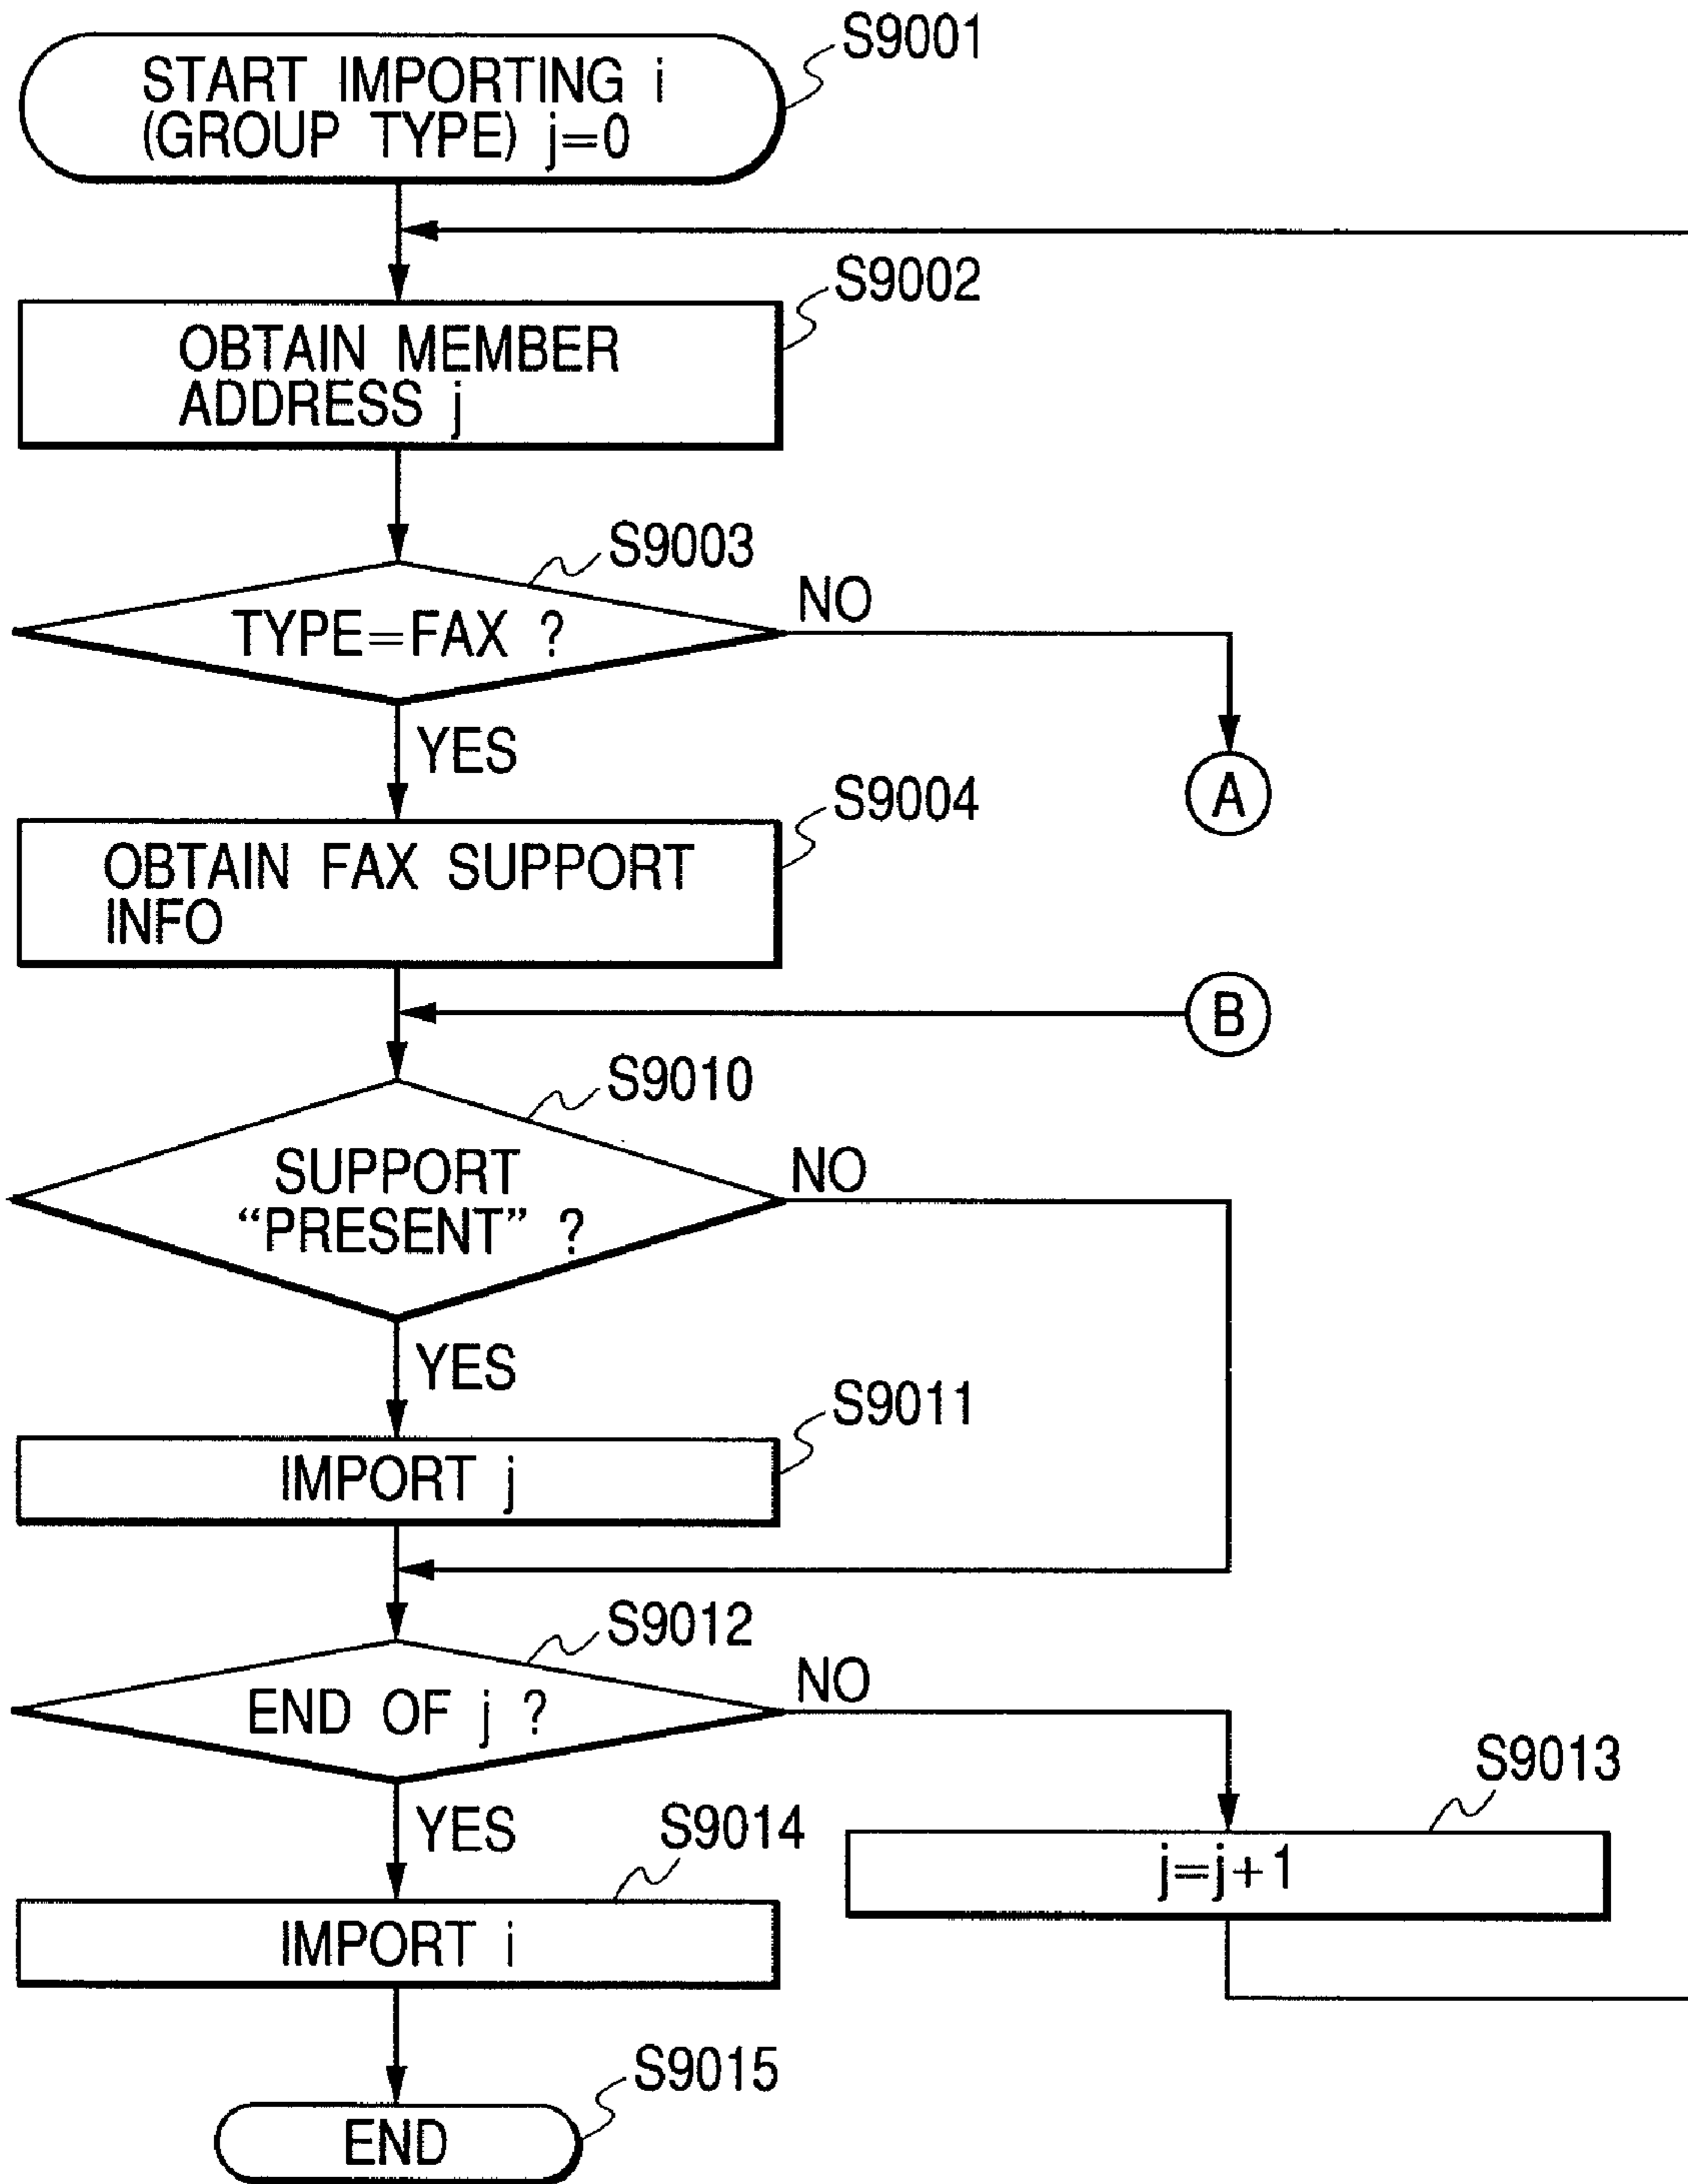 S9001
START IMPORTING i
(GROUP TYPE) j=0
S9002
OBTAIN MEMBER
ADDRESS j
S9003
TYPE=FAX ?
NO
YES
A
S9004
OBTAIN FAX SUPPORT
INFO
B
S9010
SUPPORT
“PRESENT” ?
NO
YES
S9011
IMPORT j
S9012
END OF j ?
NO
YES
S9013
j=j+1
S9014
IMPORT i
S9015
END